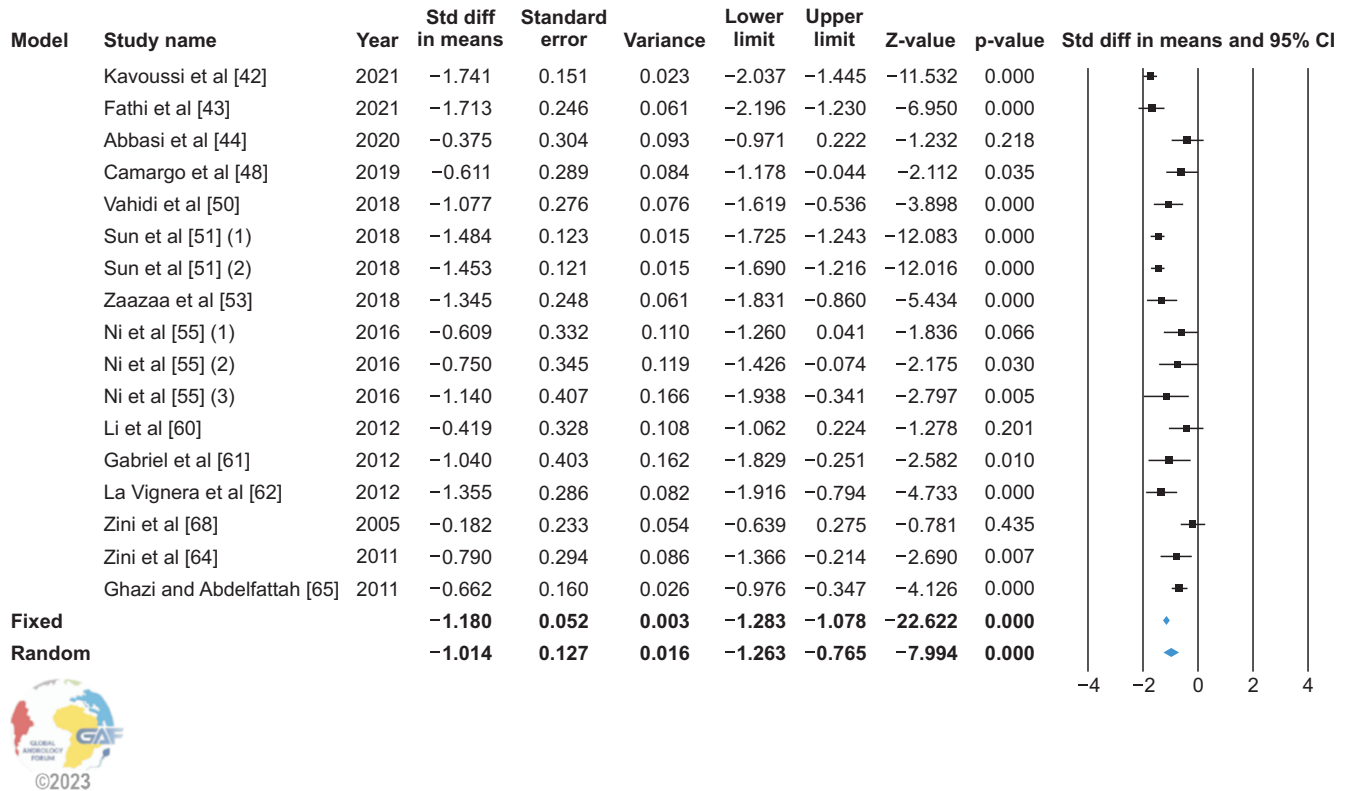 Model Study name Year Std diff in means Standard error Variance Lower limit Upper limit Z-value p-value Std diff in means and 95% CI
Kavoussi et al [42] 2021 −1.741 0.151 0.023 −2.037 −1.445 −11.532 0.000
Fathi et al [43] 2021 −1.713 0.246 0.061 −2.196 −1.230 −6.950 0.000
Abbasi et al [44] 2020 −0.375 0.304 0.093 −0.971 0.222 −1.232 0.218
Camargo et al [48] 2019 −0.611 0.289 0.084 −1.178 −0.044 −2.112 0.035
Vahidi et al [50] 2018 −1.077 0.276 0.076 −1.619 −0.536 −3.898 0.000
Sun et al [51] (1) 2018 −1.484 0.123 0.015 −1.725 −1.243 −12.083 0.000
Sun et al [51] (2) 2018 −1.453 0.121 0.015 −1.690 −1.216 −12.016 0.000
Zaazaa et al [53] 2018 −1.345 0.248 0.061 −1.831 −0.860 −5.434 0.000
Ni et al [55] (1) 2016 −0.609 0.332 0.110 −1.260 0.041 −1.836 0.066
Ni et al [55] (2) 2016 −0.750 0.345 0.119 −1.426 −0.074 −2.175 0.030
Ni et al [55] (3) 2016 −1.140 0.407 0.166 −1.938 −0.341 −2.797 0.005
Li et al [60] 2012 −0.419 0.328 0.108 −1.062 0.224 −1.278 0.201
Gabriel et al [61] 2012 −1.040 0.403 0.162 −1.829 −0.251 −2.582 0.010
La Vignera et al [62] 2012 −1.355 0.286 0.082 −1.916 −0.794 −4.733 0.000
Zini et al [68] 2005 −0.182 0.233 0.054 −0.639 0.275 −0.781 0.435
Zini et al [64] 2011 −0.790 0.294 0.086 −1.366 −0.214 −2.690 0.007
Ghazi and Abdelfattah [65] 2011 −0.662 0.160 0.026 −0.976 −0.347 −4.126 0.000
Fixed −1.180 0.052 0.003 −1.283 −1.078 −22.622 0.000
Random −1.014 0.127 0.016 −1.263 −0.765 −7.994 0.000
−4 −2 0 2 4
GLOBAL
ANDROLOGY
FORUM
GAF
©2023